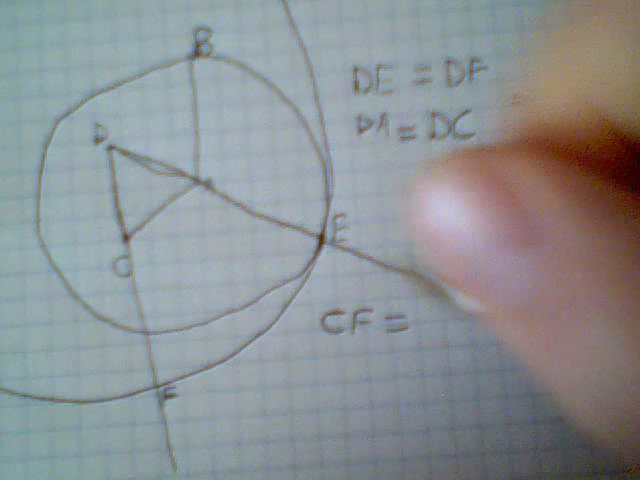 B
DE = DF
DA = DC
D
E
C
CF =
F